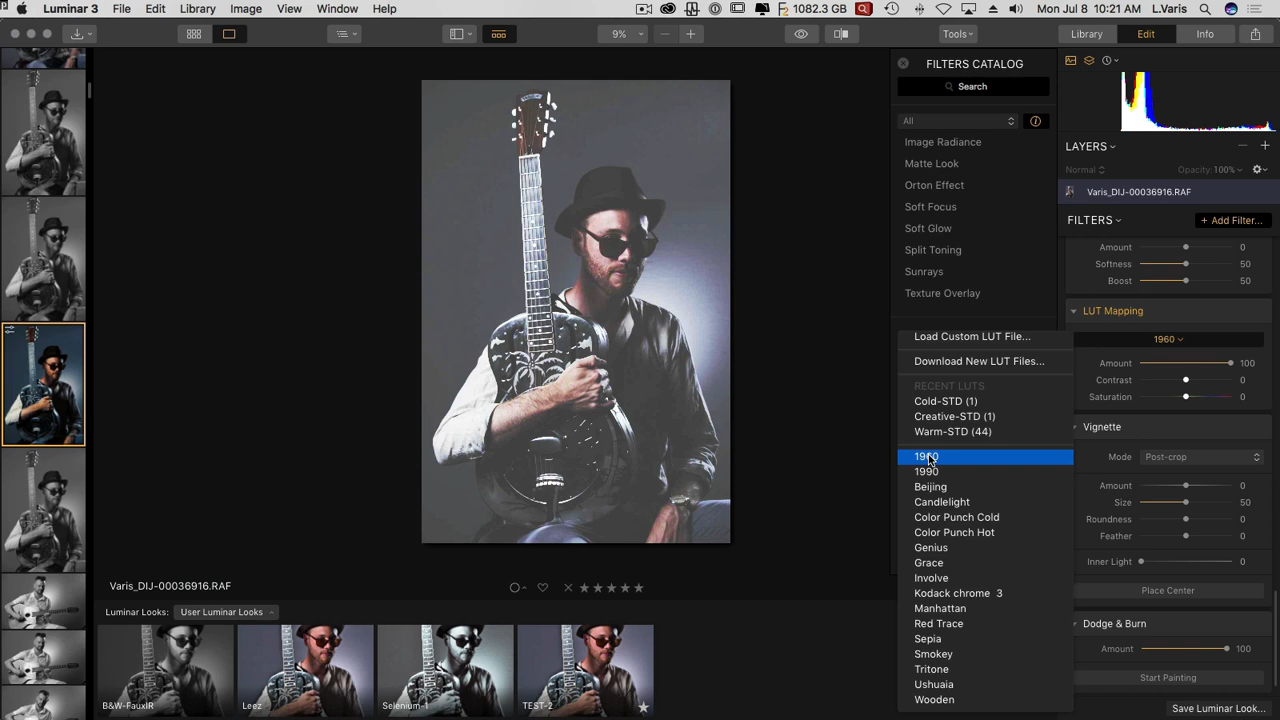 Luminar 3 File Edit Library Image View Window Help 1082.3 GB Mon Jul 8 10:21 AM L.Varis
9% Tools Library Edit Info
FILTERS CATALOG
Search
All
Image Radiance
Matte Look
Orton Effect
Soft Focus
Soft Glow
Split Toning
Sunrays
Texture Overlay
Load Custom LUT File...
Download New LUT Files...
RECENT LUTS
Cold-STD (1)
Creative-STD (1)
Warm-STD (44)
1960
1990
Beijing
Candlelight
Color Punch Cold
Color Punch Hot
Genius
Grace
Involve
Kodack chrome 3
Manhattan
Red Trace
Sepia
Smokey
Tritone
Ushuaia
Wooden
LAYERS
Normal Opacity:100%
Varis_DIJ-00036916.RAF
FILTERS + Add Filter...
Amount 0
Softness 50
Boost 50
LUT Mapping
1960
Amount 100
Contrast 0
Saturation 0
Vignette
Mode Post-crop
Amount 0
Size 50
Roundness 0
Feather 0
Inner Light 0
Place Center
Dodge & Burn
Amount 100
Start Painting
Save Luminar Look...
Varis_DIJ-00036916.RAF
Luminar Looks: User Luminar Looks
B&W-FauxIR Leez Selenium-1 TEST-2